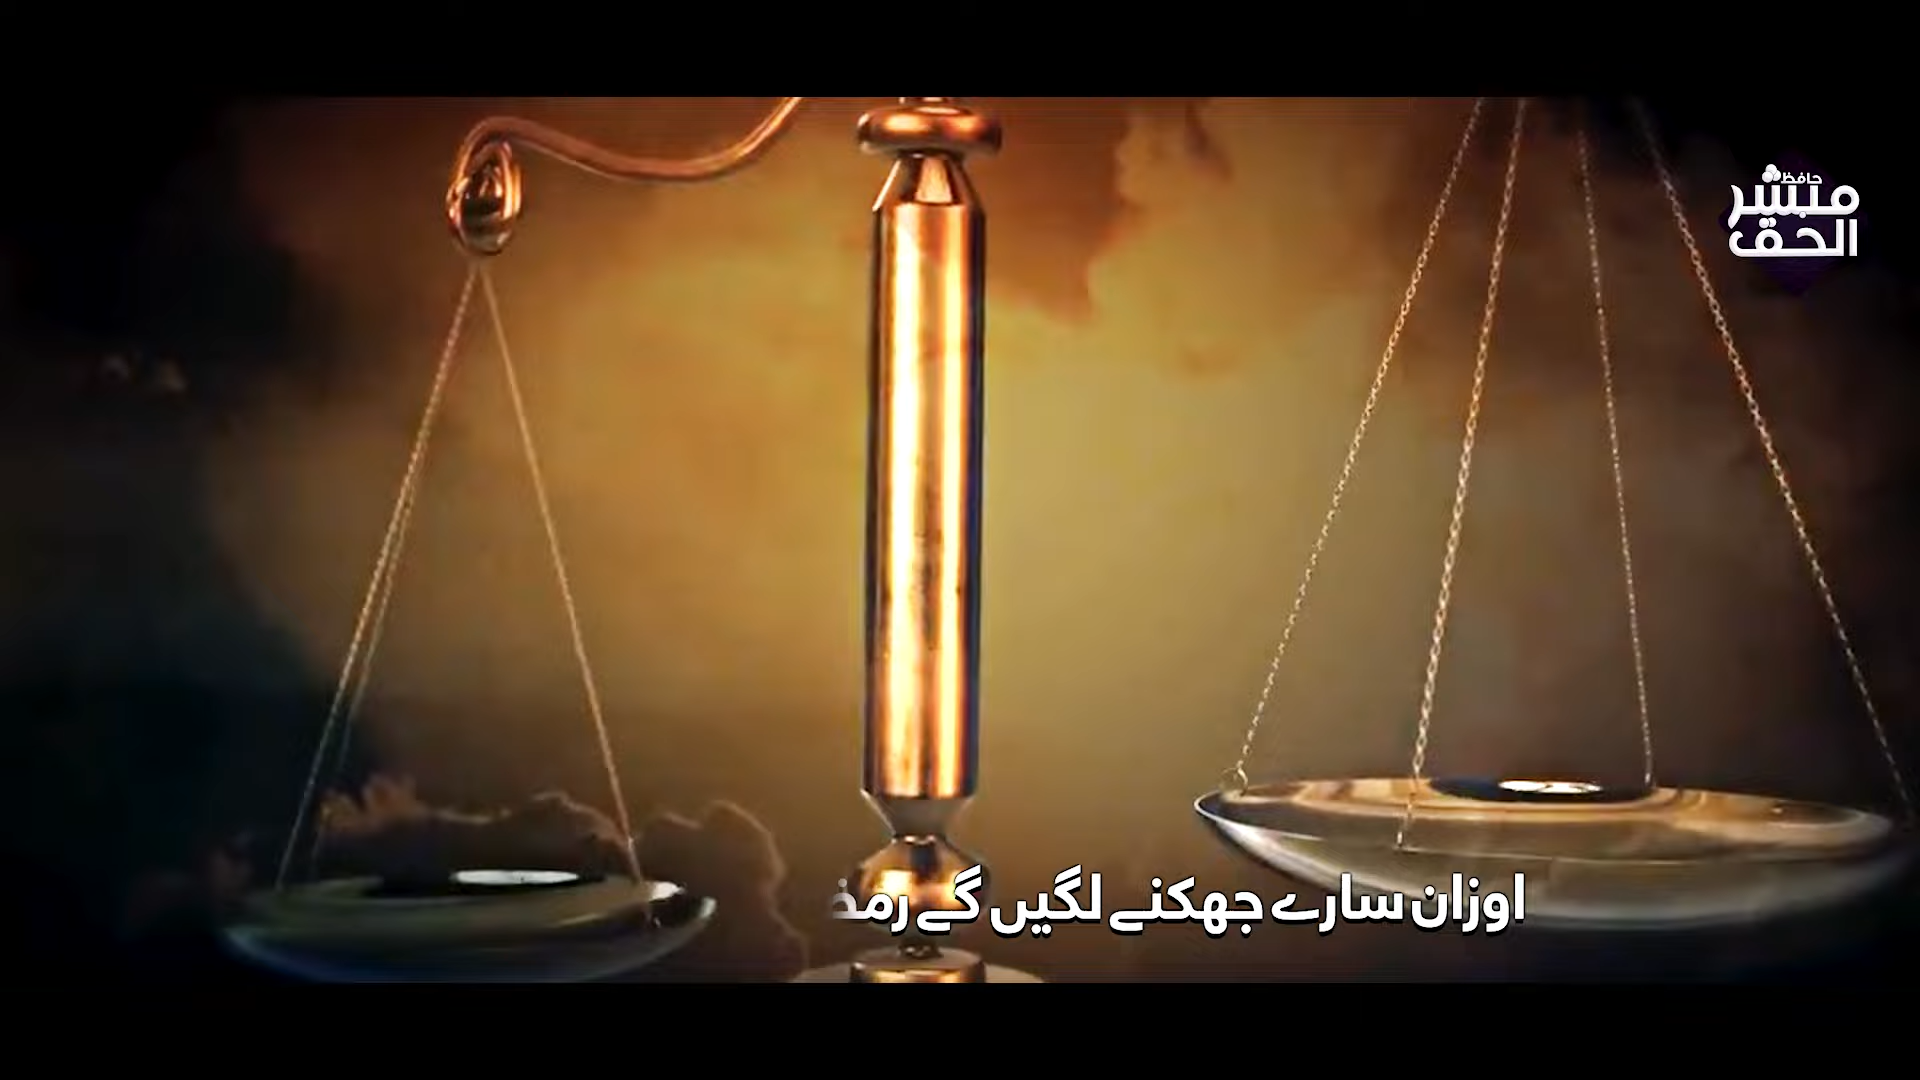 حافظ
مبشر
الحق
اوزان سارے جھکنے لگیں گے